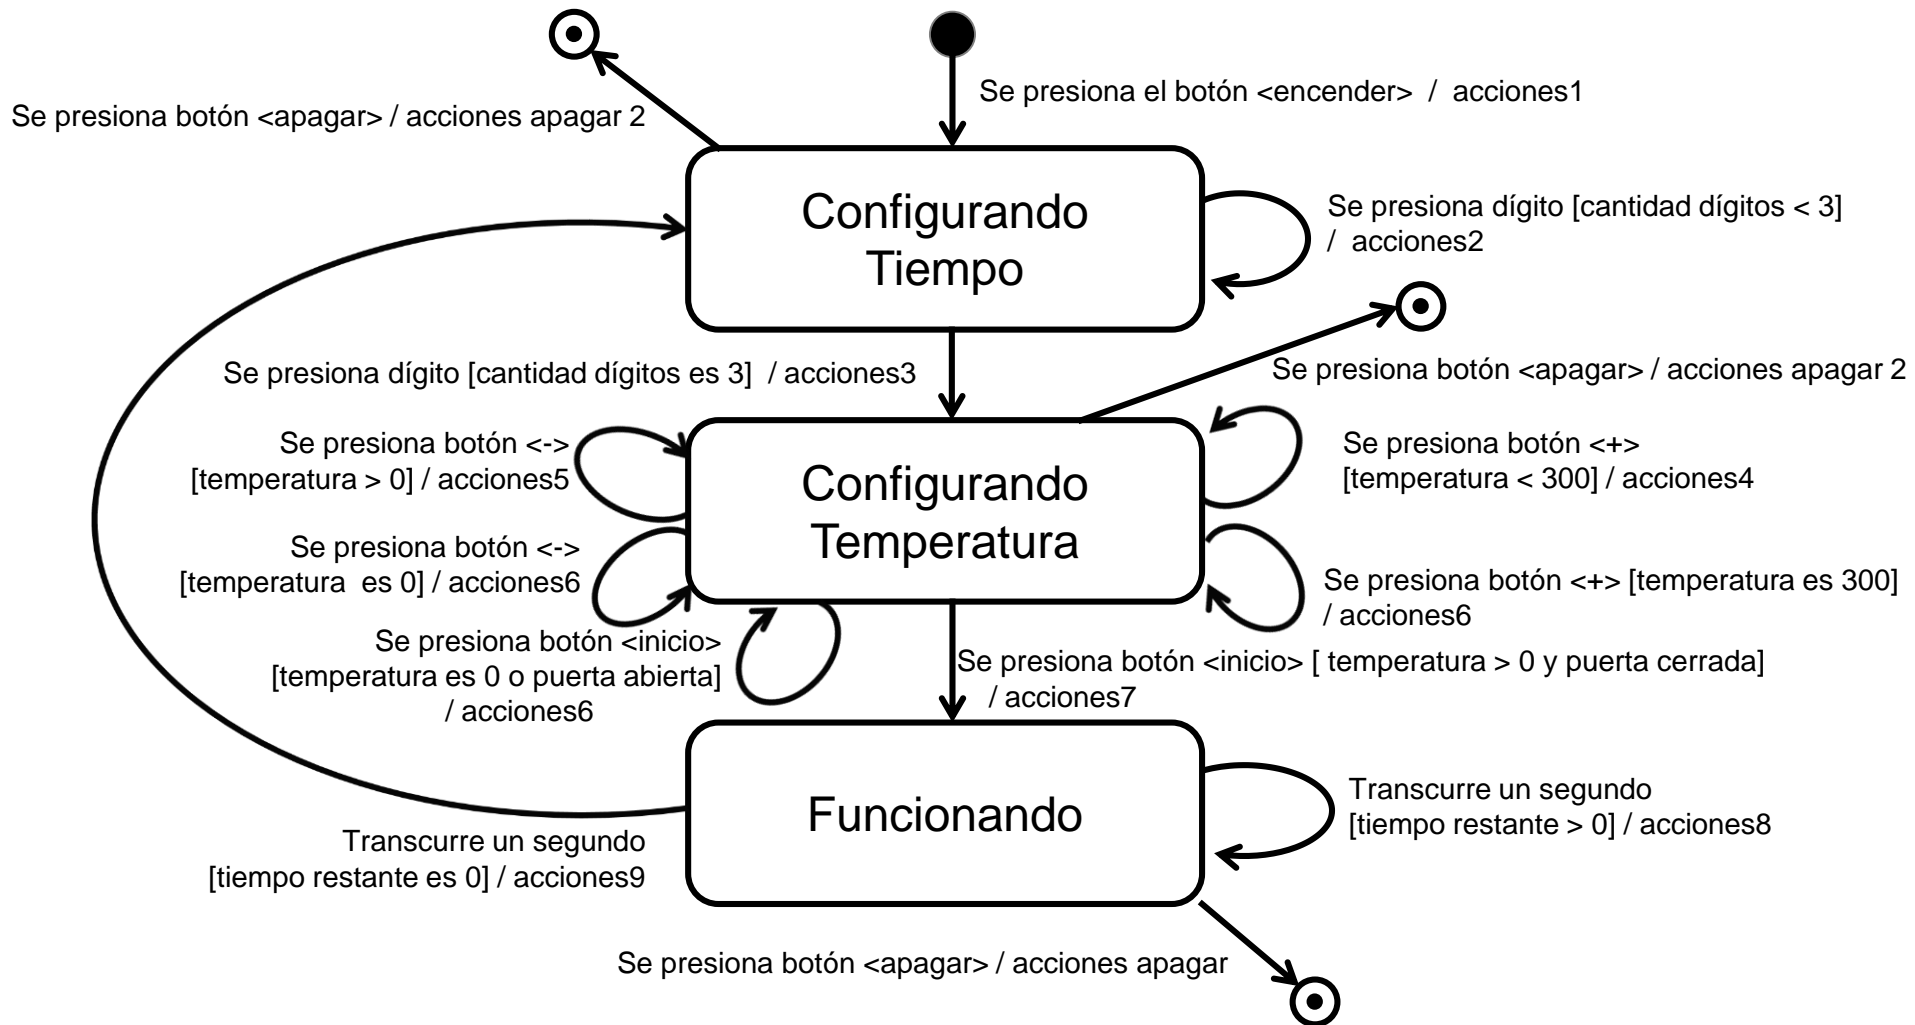 Se presiona el botón <encender> / acciones1
Se presiona botón <apagar> / acciones apagar 2
Configurando
Tiempo
Se presiona dígito [cantidad dígitos < 3]
/ acciones2
Se presiona dígito [cantidad dígitos es 3] / acciones3
Se presiona botón <apagar> / acciones apagar 2
Se presiona botón <->
[temperatura > 0] / acciones5
Configurando
Temperatura
Se presiona botón <+>
[temperatura < 300] / acciones4
Se presiona botón <->
[temperatura es 0] / acciones6
Se presiona botón <+> [temperatura es 300]
/ acciones6
Se presiona botón <inicio>
[temperatura es 0 o puerta abierta]
/ acciones6
Se presiona botón <inicio> [ temperatura > 0 y puerta cerrada]
/ acciones7
Funcionando
Transcurre un segundo
[tiempo restante > 0] / acciones8
Transcurre un segundo
[tiempo restante es 0] / acciones9
Se presiona botón <apagar> / acciones apagar